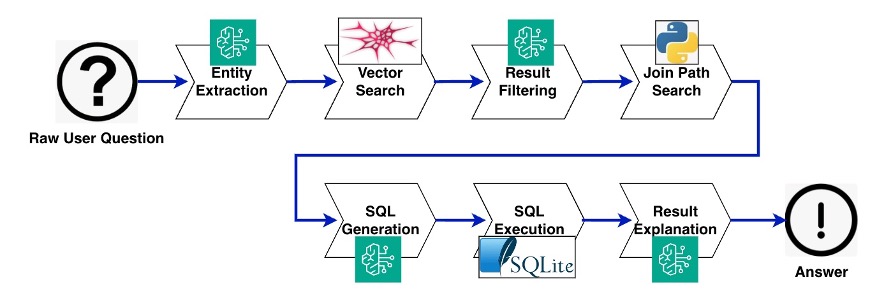 Raw User Question
Entity
Extraction
Vector
Search
Result
Filtering
Join Path
Search
SQL
Generation
SQL
Execution
SQLite
Result
Explanation
Answer